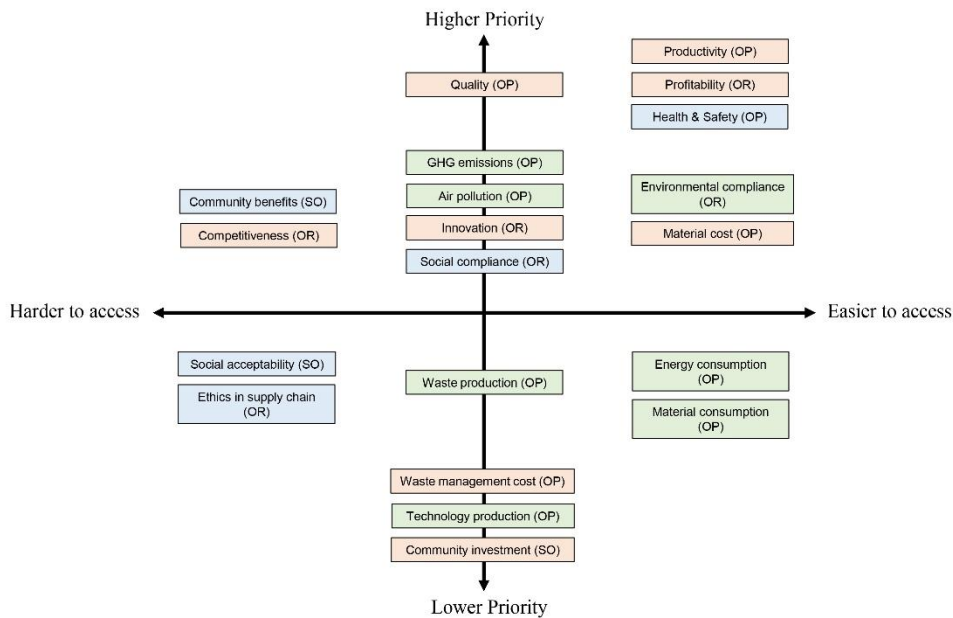 Higher Priority
Productivity (OP)
Quality (OP)
Profitability (OR)
Health & Safety (OP)
GHG emissions (OP)
Community benefits (SO)
Air pollution (OP)
Environmental compliance
(OR)
Competitiveness (OR)
Innovation (OR)
Material cost (OP)
Social compliance (OR)
Harder to access
Easier to access
Social acceptability (SO)
Energy consumption
(OP)
Waste production (OP)
Ethics in supply chain
(OR)
Material consumption
(OP)
Waste management cost (OP)
Technology production (OP)
Community investment (SO)
Lower Priority